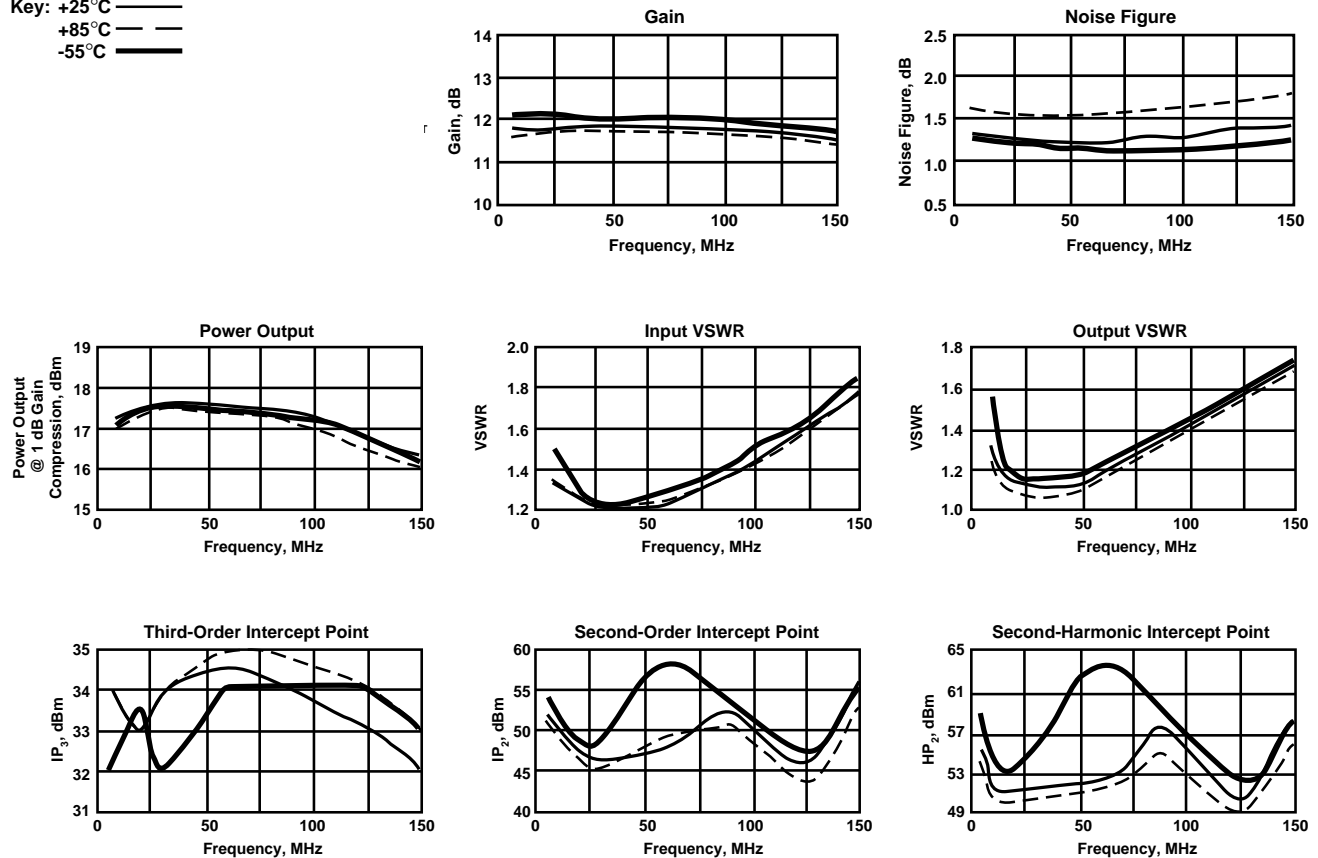 Key: +25°C
+85°C
-55°C
Gain
14
13
12
11
10
Gain, dB
0 50 100 150
Frequency, MHz
Noise Figure
2.5
2.0
1.5
1.0
0.5
Noise Figure, dB
0 50 100 150
Frequency, MHz
Power Output
19
18
17
16
15
Power Output
@ 1 dB Gain
Compression, dBm
0 50 100 150
Frequency, MHz
Input VSWR
2.0
1.8
1.6
1.4
1.2
VSWR
0 50 100 150
Frequency, MHz
Output VSWR
1.8
1.6
1.4
1.2
1.0
VSWR
0 50 100 150
Frequency, MHz
Third-Order Intercept Point
35
34
33
32
31
IP3, dBm
0 50 100 150
Frequency, MHz
Second-Order Intercept Point
60
55
50
45
40
IP2, dBm
0 50 100 150
Frequency, MHz
Second-Harmonic Intercept Point
65
61
57
53
49
HP2, dBm
0 50 100 150
Frequency, MHz